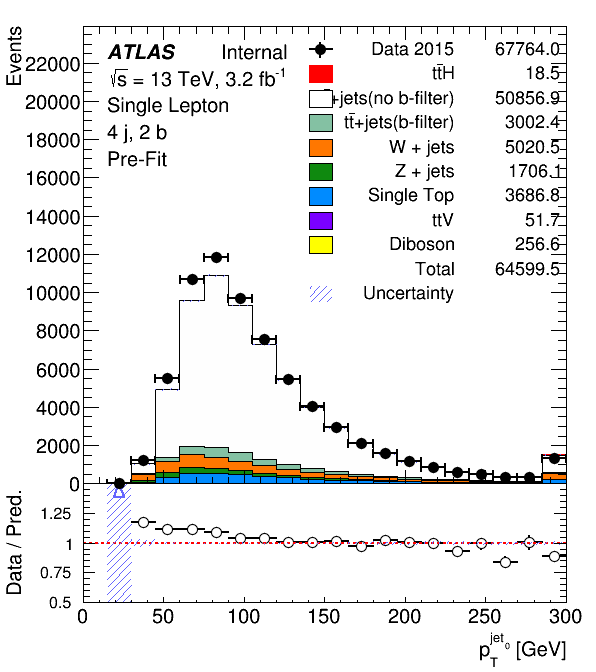 Events
22000
20000
18000
16000
14000
12000
10000
8000
6000
4000
2000
0
ATLAS Internal
√s = 13 TeV, 3.2 fb⁻¹
Single Lepton
4 j, 2 b
Pre-Fit
Data 2015 67764.0
tt̄H 18.5
+jets(no b-filter) 50856.9
tt̄+jets(b-filter) 3002.4
W + jets 5020.5
Z + jets 1706.1
Single Top 3686.8
ttV 51.7
Diboson 256.6
Total 64599.5
Uncertainty
Data / Pred.
1.25
1
0.75
0.5
0 50 100 150 200 250 300
p_T^jet_0 [GeV]